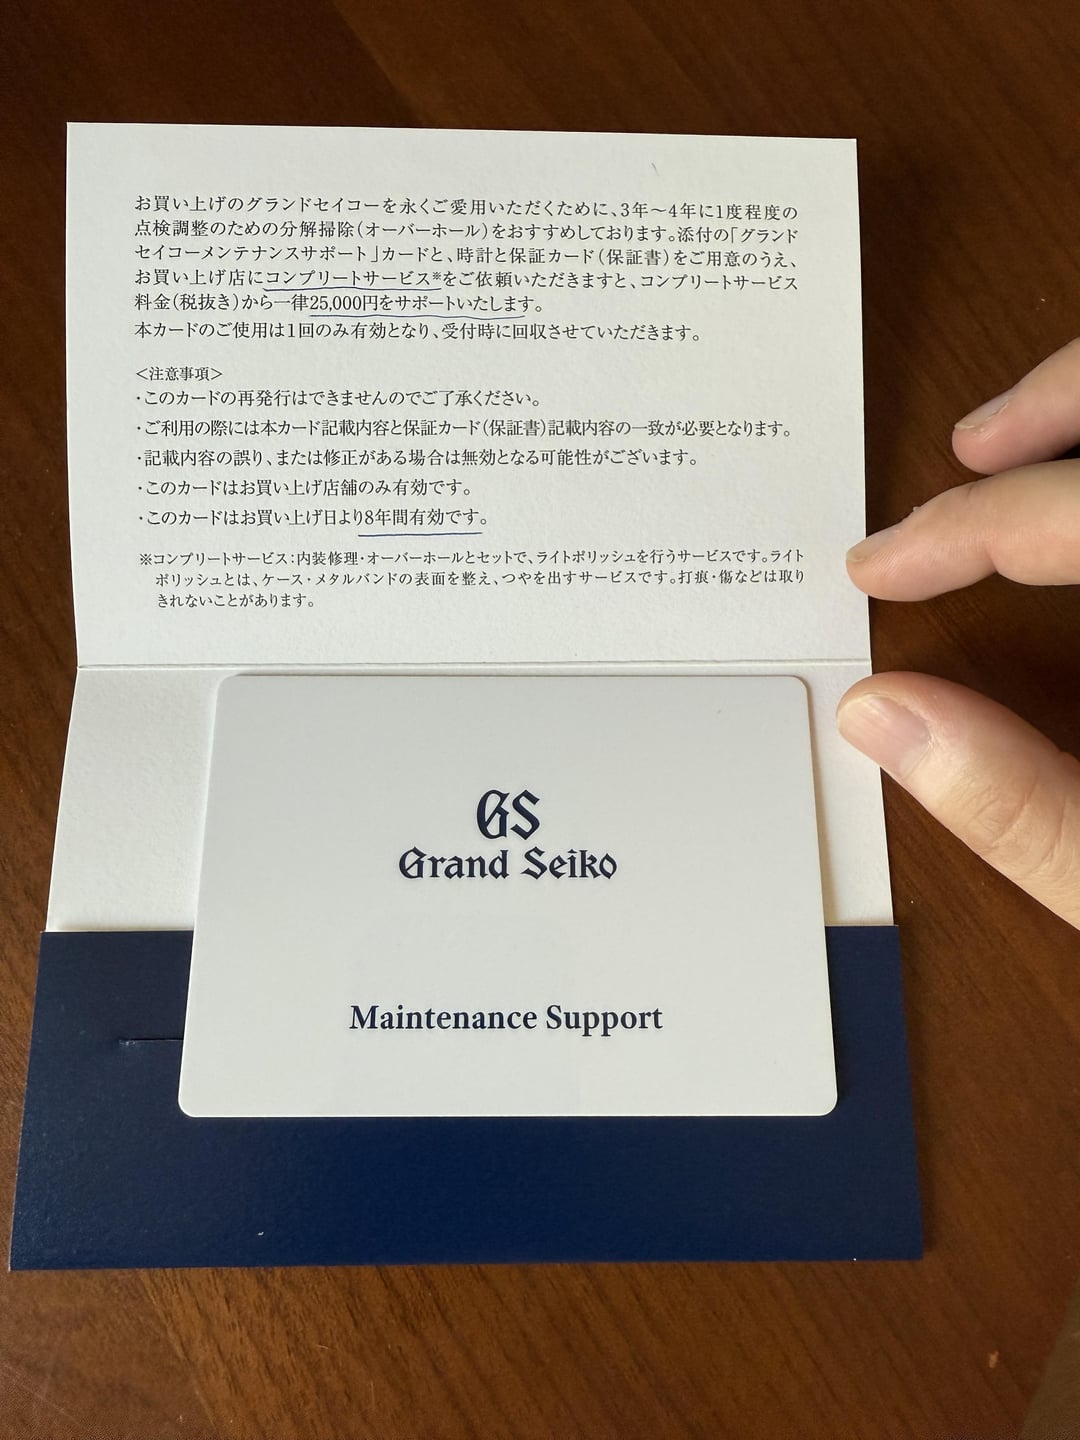 お買い上げのグランドセイコーを永くご愛用いただくために、3年～4年に1度程度の
点検調整のための分解掃除(オーバーホール)をおすすめしております。添付の「グランド
セイコーメンテナンスサポート」カードと、時計と保証カード(保証書)をご用意のうえ、
お買い上げ店にコンプリートサービス※をご依頼いただきますと、コンプリートサービス
料金(税抜き)から一律25,000円をサポートいたします。
本カードのご使用は1回のみ有効となり、受付時に回収させていただきます。
＜注意事項＞
・このカードの再発行はできませんのでご了承ください。
・ご利用の際には本カード記載内容と保証カード(保証書)記載内容の一致が必要となります。
・記載内容の誤り、または修正がある場合は無効となる可能性がございます。
・このカードはお買い上げ店舗のみ有効です。
・このカードはお買い上げ日より8年間有効です。
※コンプリートサービス：内装修理・オーバーホールとセットで、ライトポリッシュを行うサービスです。ライト
ポリッシュとは、ケース・メタルバンドの表面を整え、つやを出すサービスです。打痕・傷などは取り
きれないことがあります。
GS
Grand Seiko
Maintenance Support